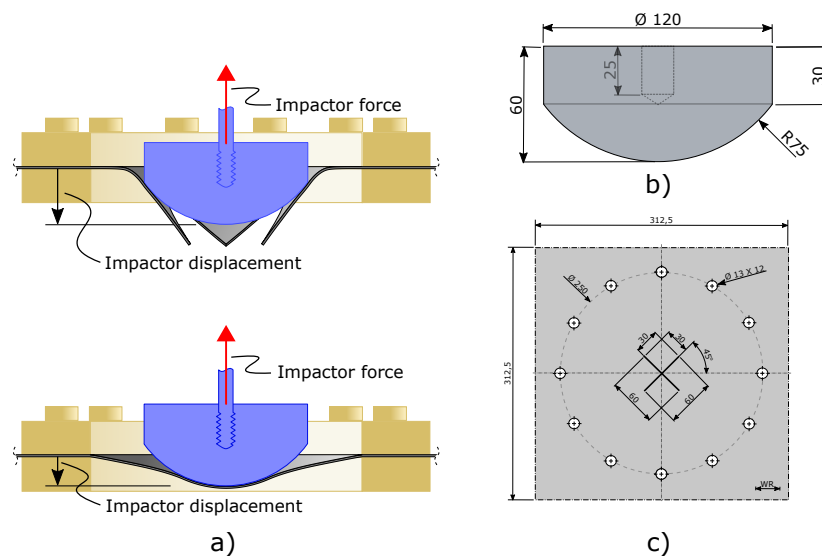 Impactor force
Impactor displacement
Impactor force
Impactor displacement
a)
Ø 120
60
25
30
R75
b)
312,5
312,5
Ø 250
Ø 13 X 12
30
30
45°
60
60
WR
c)